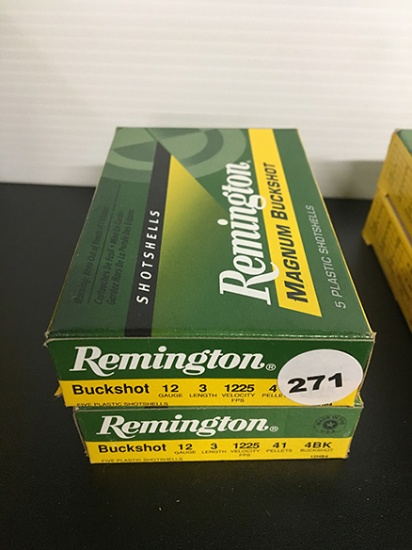 SHOTSHELLS
Remington®
MAGNUM BUCKSHOT
5 PLASTIC SHOTSHELLS
Remington®
Buckshot 12 3 1225 4
GAUGE LENGTH VELOCITY PELLETS
FPS
FIVE PLASTIC SHOTSHELLS
271
Remington®
Buckshot 12 3 1225 41 4BK
GAUGE LENGTH VELOCITY PELLETS BUCKSHOT
FPS
FIVE PLASTIC SHOTSHELLS